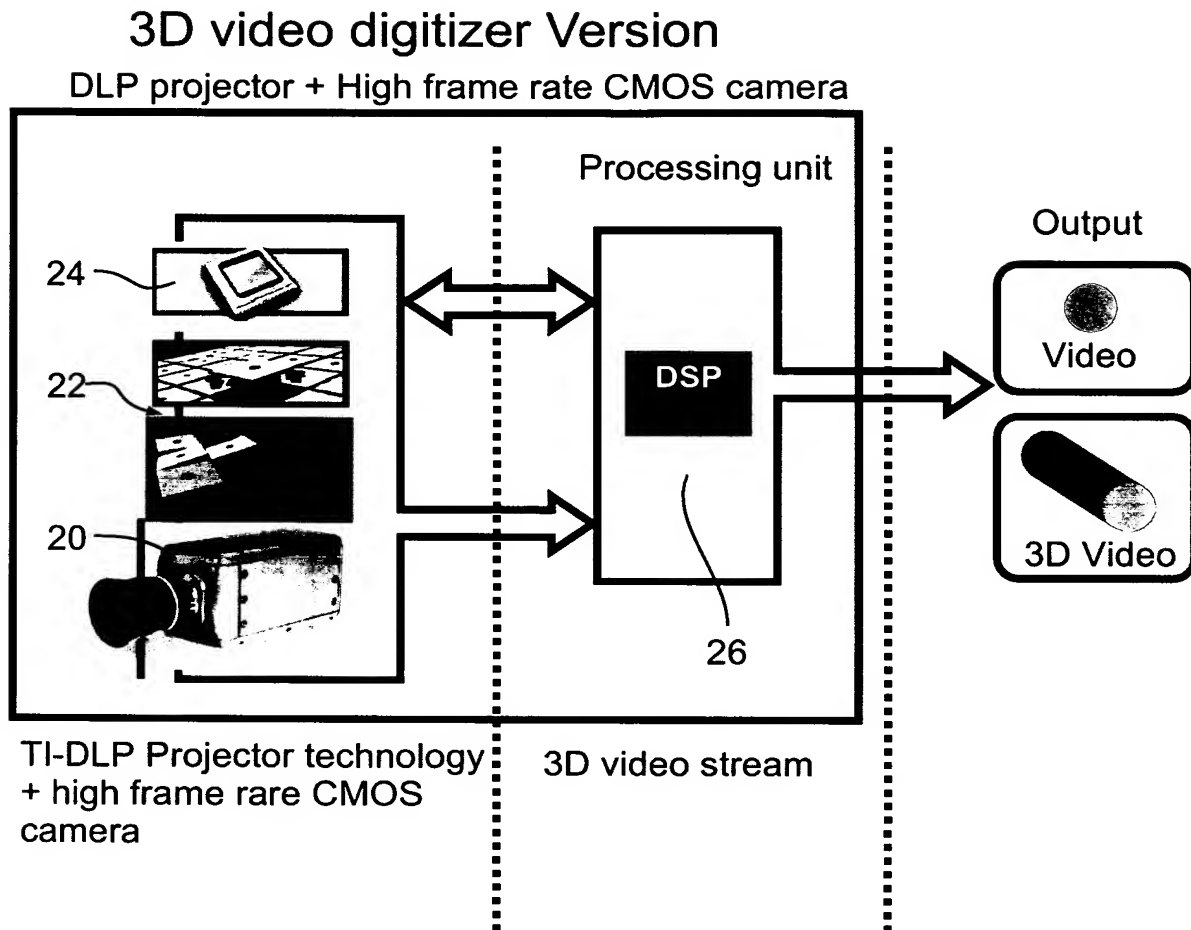 3D video digitizer Version
DLP projector + High frame rate CMOS camera
Processing unit
Output
24
Video
22
DSP
20
3D Video
26
TI-DLP Projector technology
+ high frame rare CMOS
camera
3D video stream